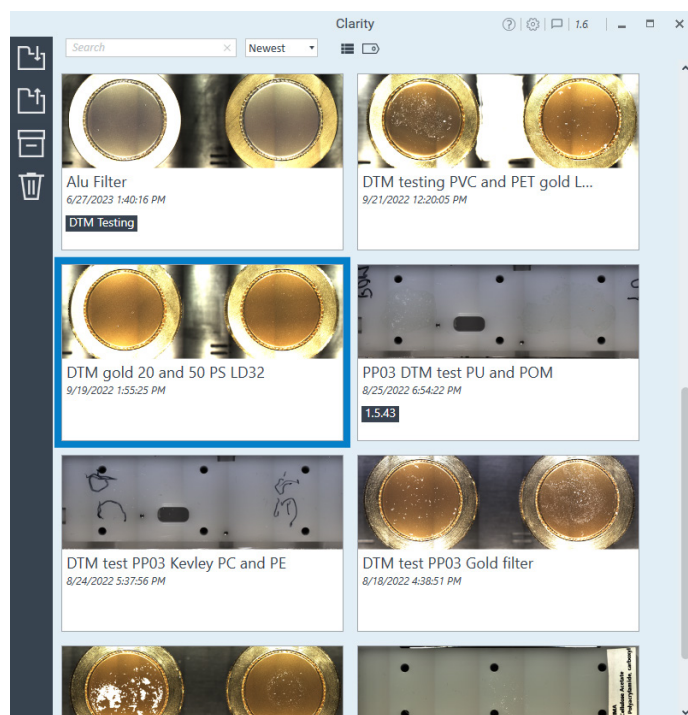 Clarity
1.6
Search
Newest
Alu Filter
6/27/2023 1:40:16 PM
DTM Testing
DTM testing PVC and PET gold L...
9/21/2022 12:20:05 PM
DTM gold 20 and 50 PS LD32
9/19/2022 1:55:25 PM
PP03 DTM test PU and POM
8/25/2022 6:54:22 PM
1.5.43
DTM test PP03 Kevley PC and PE
8/24/2022 5:37:56 PM
DTM test PP03 Gold filter
8/18/2022 4:38:51 PM
Cellulose Acetate
Polyacrylamide, carboxyl